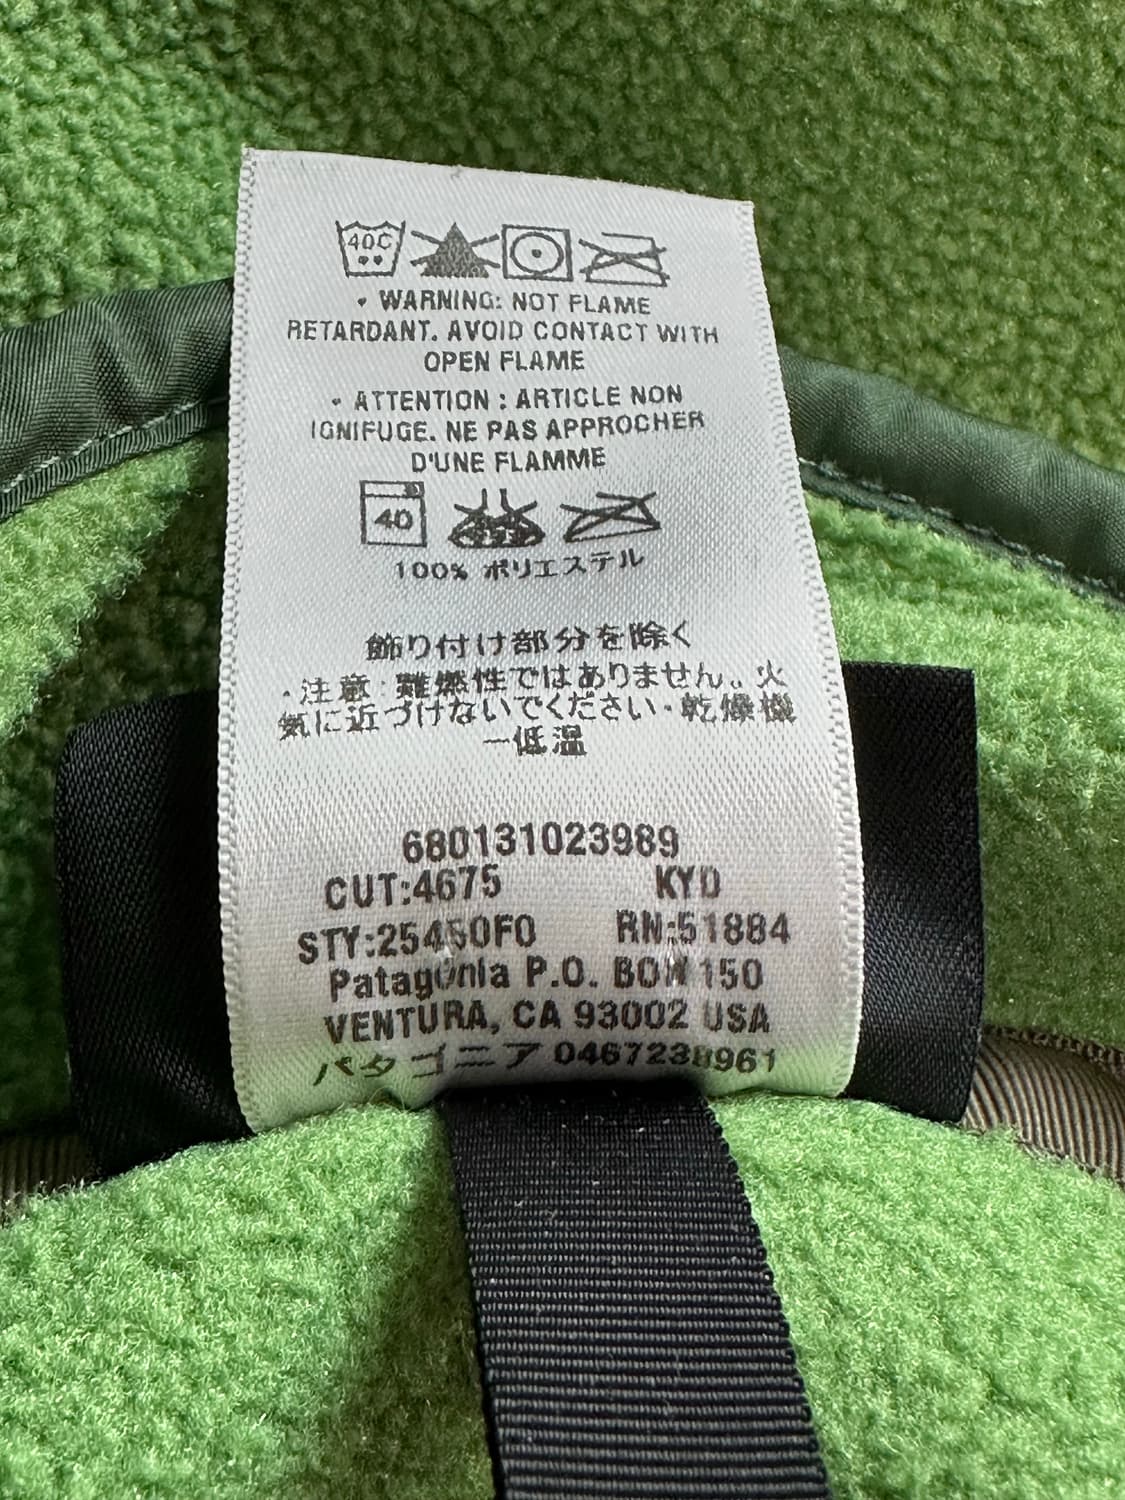 40C
• WARNING: NOT FLAME
RETARDANT. AVOID CONTACT WITH
OPEN FLAME
• ATTENTION : ARTICLE NON
IGNIFUGE. NE PAS APPROCHER
D'UNE FLAMME
40
100% ポリエステル
飾り付け部分を除く
・注意：難燃性ではありません。火
気に近づけないでください・乾燥機
ー低温
680131023989
CUT:4675 KYD
STY:25450F0 RN:51884
Patagonia P.O. BOX 150
VENTURA, CA 93002 USA
パタゴニア 0467238961